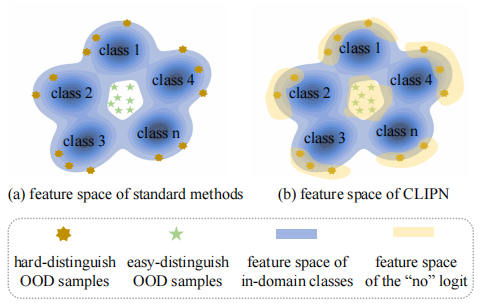 class 1
class 2
class 4
class 3
class n
(a) feature space of standard methods
class 1
class 2
class 4
class 3
class n
(b) feature space of CLIPN
hard-distinguish
OOD samples
easy-distinguish
OOD samples
feature space of
in-domain classes
feature space
of the “no” logit